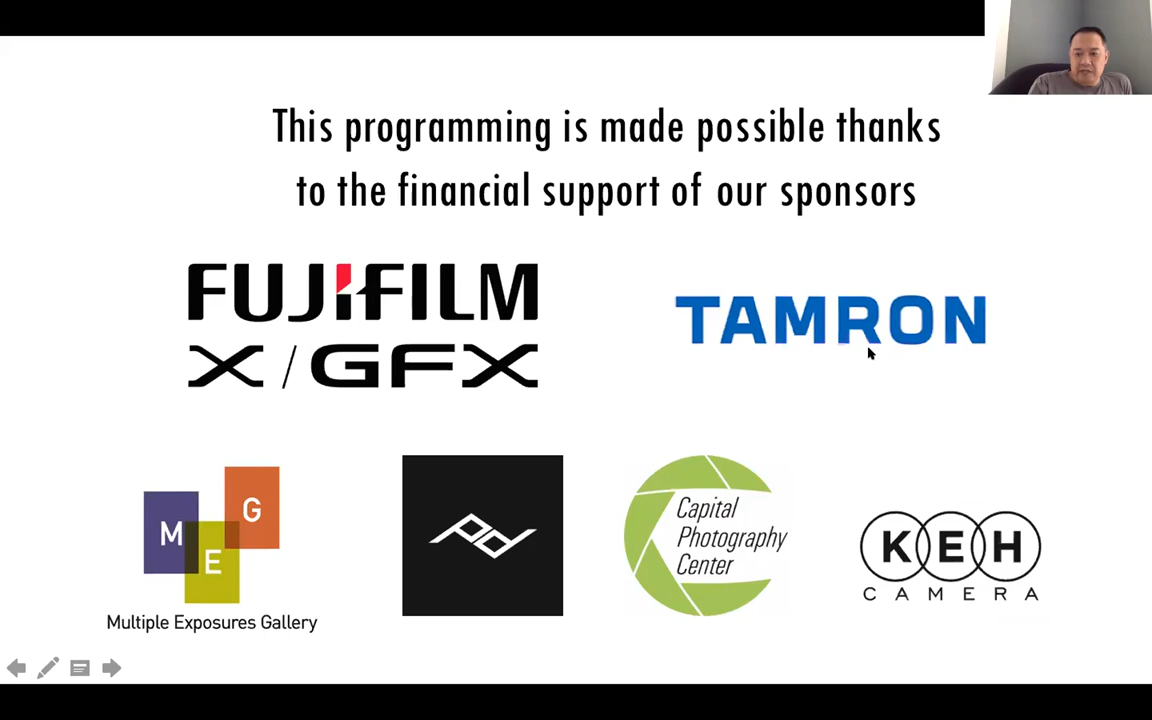 This programming is made possible thanks
to the financial support of our sponsors
FUJIFILM
X/GFX
TAMRON
M
E
G
Multiple Exposures Gallery
pd
Capital
Photography
Center
KEH
CAMERA